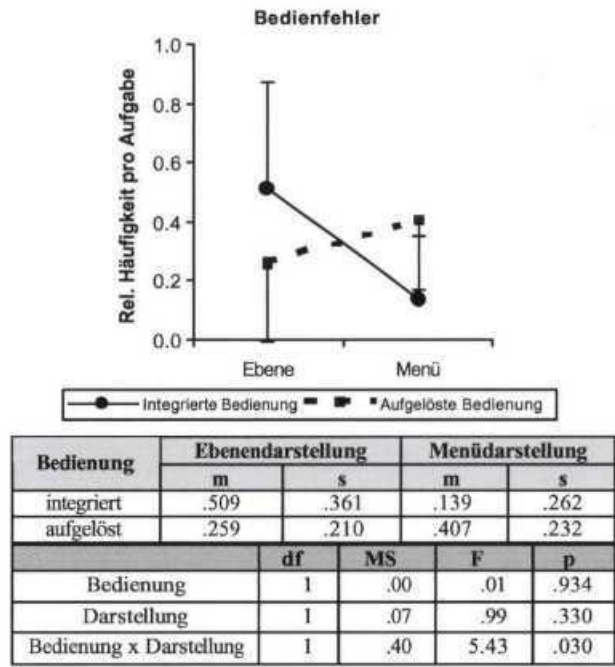 Bedienfehler
Rel. Häufigkeit pro Aufgabe
1.0
0.8
0.6
0.4
0.2
0.0
Ebene Menü
Integrierte Bedienung Aufgelöste Bedienung
Bedienung Ebenendarstellung Menüdarstellung
m s m s
integriert .509 .361 .139 .262
aufgelöst .259 .210 .407 .232
df MS F p
Bedienung 1 .00 .01 .934
Darstellung 1 .07 .99 .330
Bedienung x Darstellung 1 .40 5.43 .030